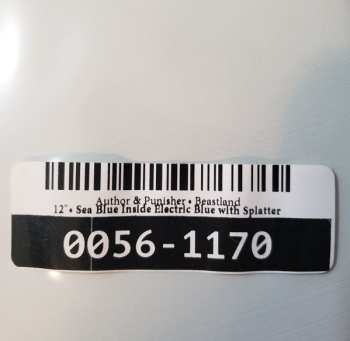 Author & Punisher • Beastland
12" • Sea Blue Inside Electric Blue with Splatter
0056-1170